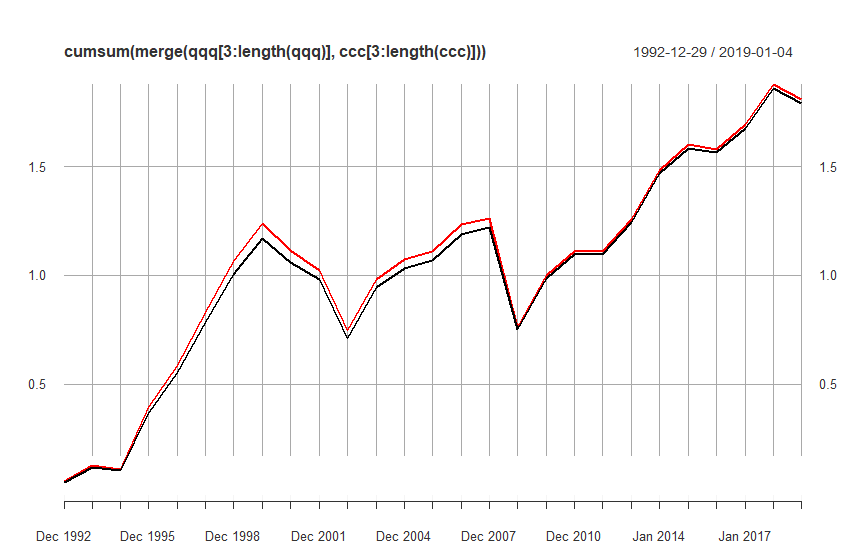 cumsum(merge(qqq[3:length(qqq)], ccc[3:length(ccc)]))
1992-12-29 / 2019-01-04
1.5
1.5
1.0
1.0
0.5
0.5
Dec 1992 Dec 1995 Dec 1998 Dec 2001 Dec 2004 Dec 2007 Dec 2010 Jan 2014 Jan 2017